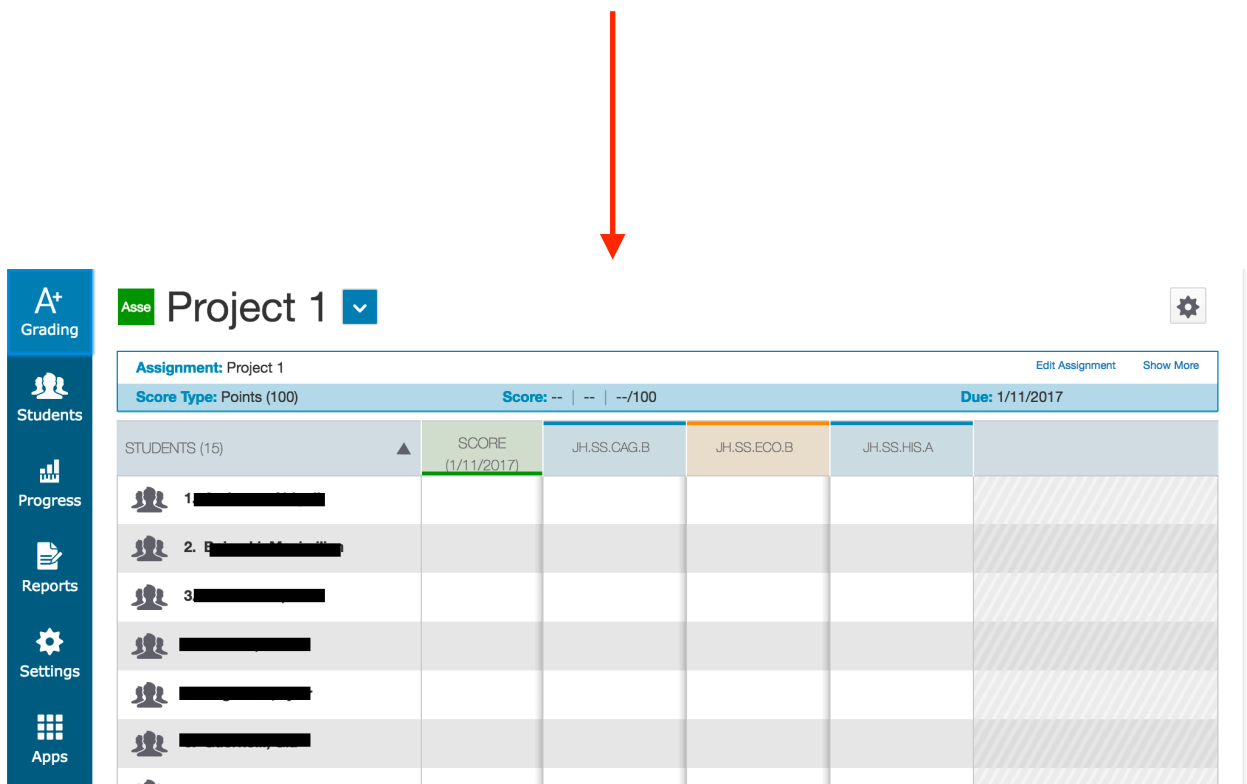 A+
Grading
Students
Progress
Reports
Settings
Apps
Asse Project 1
Assignment: Project 1 Edit Assignment Show More
Score Type: Points (100) Score: -- | -- | --/100 Due: 1/11/2017
STUDENTS (15) SCORE JH.SS.CAG.B JH.SS.ECO.B JH.SS.HIS.A
(1/11/2017)
1.
2.
3.